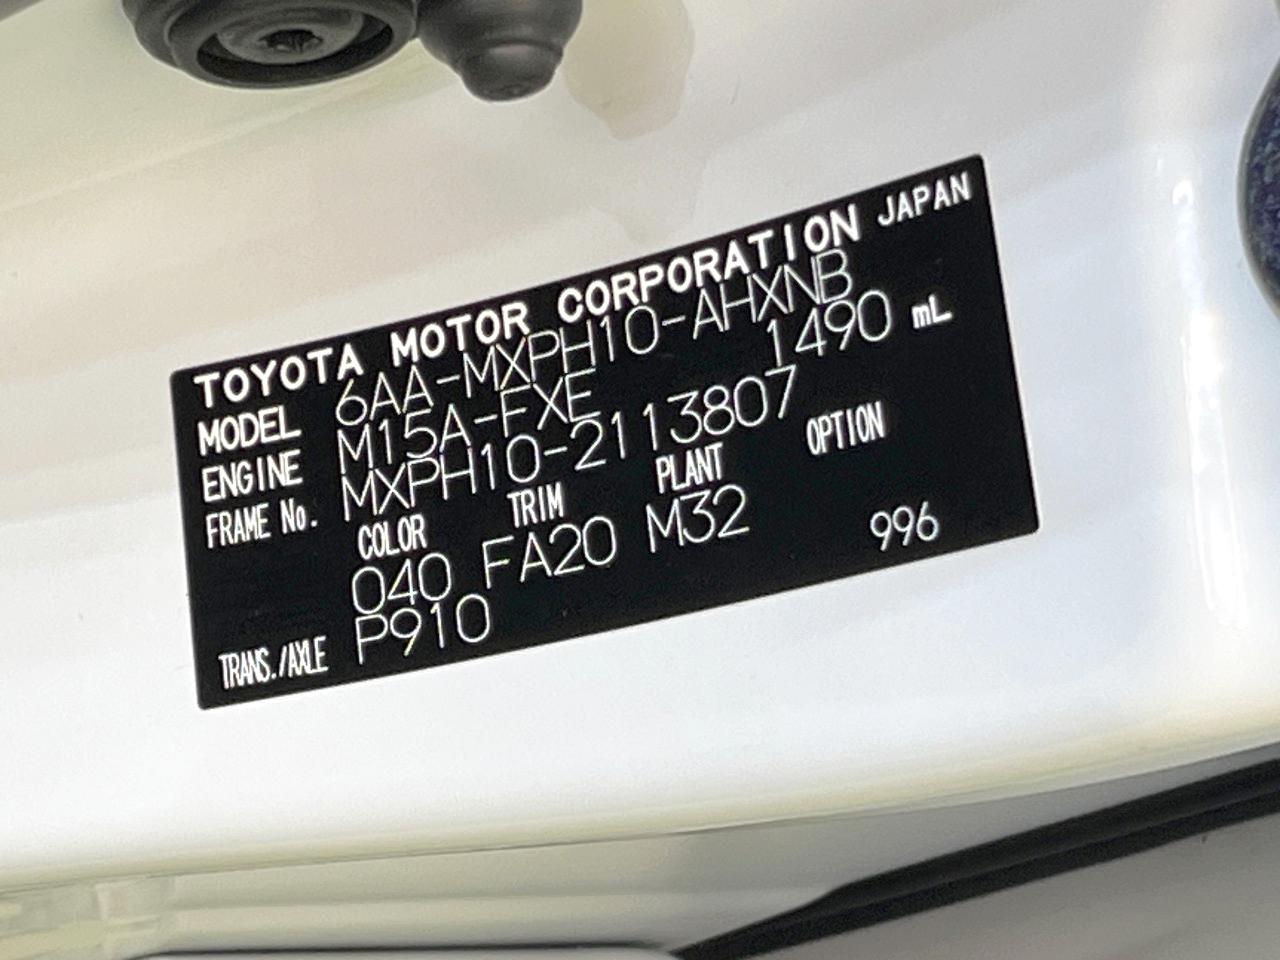 TOYOTA MOTOR CORPORATION JAPAN
MODEL 6AA-MXPH10-AHXNB
ENGINE M15A-FXE 1490 mL
FRAME No. MXPH10-2113807
COLOR TRIM PLANT OPTION
040 FA20 M32 996
TRANS./AXLE P910